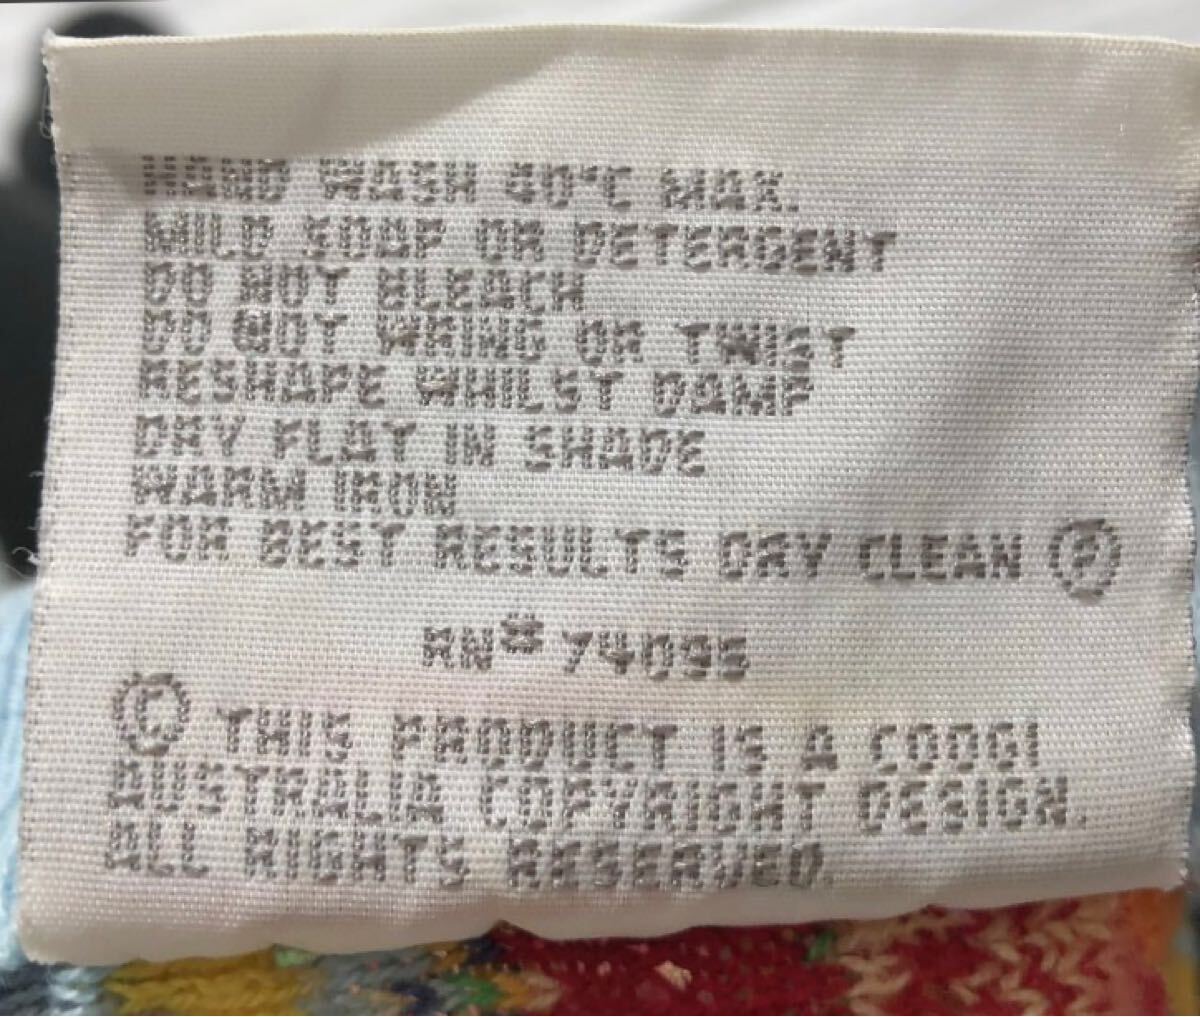 HAND WASH 40°C MAX.
MILD SOAP OR DETERGENT
DO NOT BLEACH
DO NOT WRING OR TWIST
RESHAPE WHILST DAMP
DRY FLAT IN SHADE
WARM IRON
FOR BEST RESULTS DRY CLEAN Ⓟ
RN# 74095
© THIS PRODUCT IS A COOGI
AUSTRALIA COPYRIGHT DESIGN.
ALL RIGHTS RESERVED.